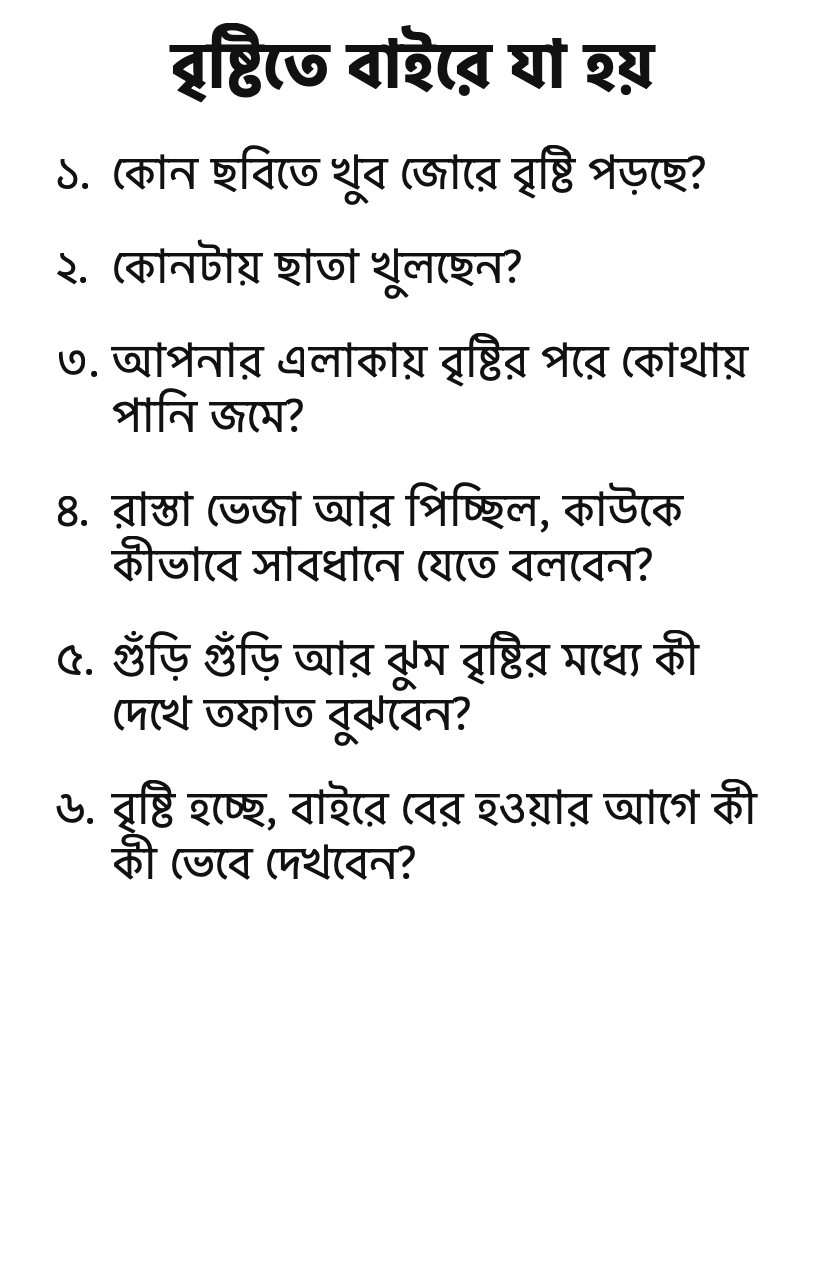 বৃষ্টিতে বাইরে যা হয়
১. কোন ছবিতে খুব জোরে বৃষ্টি পড়ছে?
২. কোনটায় ছাতা খুলছেন?
৩. আপনার এলাকায় বৃষ্টির পরে কোথায়
পানি জমে?
৪. রাস্তা ভেজা আর পিচ্ছিল, কাউকে
কীভাবে সাবধানে যেতে বলবেন?
৫. গুঁড়ি গুঁড়ি আর ঝুম বৃষ্টির মধ্যে কী
দেখে তফাত বুঝবেন?
৬. বৃষ্টি হচ্ছে, বাইরে বের হওয়ার আগে কী
কী ভেবে দেখবেন?